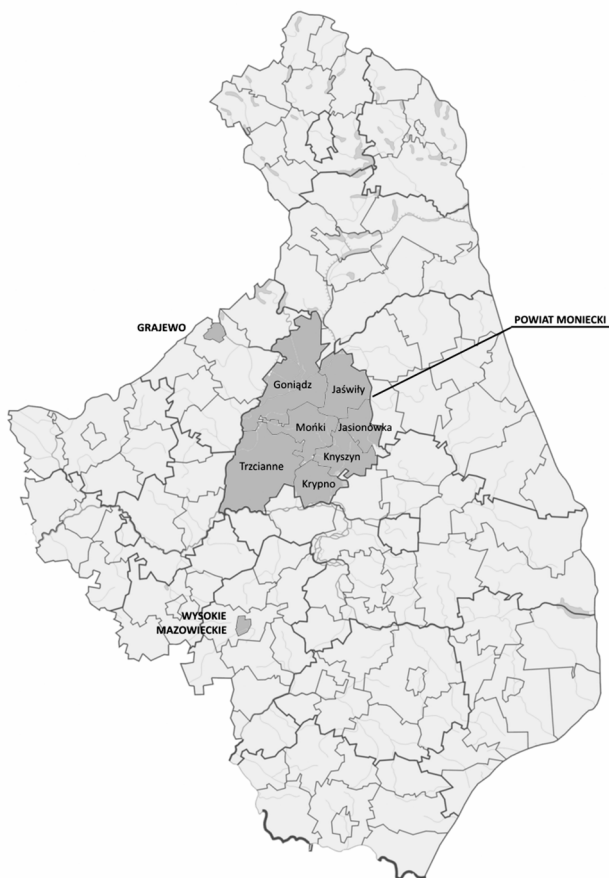 GRAJEWO
POWIAT MONIECKI
Goniądz
Jaświły
Mońki
Jasionówka
Knyszyn
Trzcianne
Krypno
WYSOKIE
MAZOWIECKIE